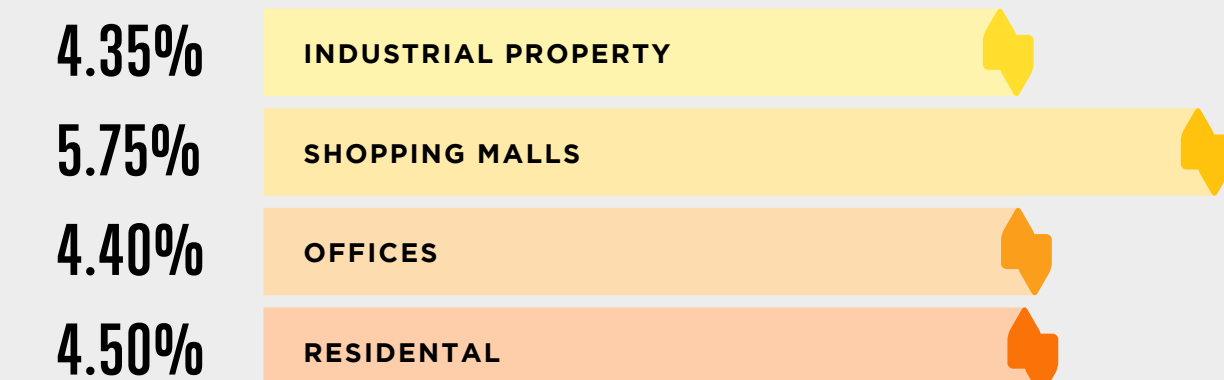 4.35% INDUSTRIAL PROPERTY
5.75% SHOPPING MALLS
4.40% OFFICES
4.50% RESIDENTAL